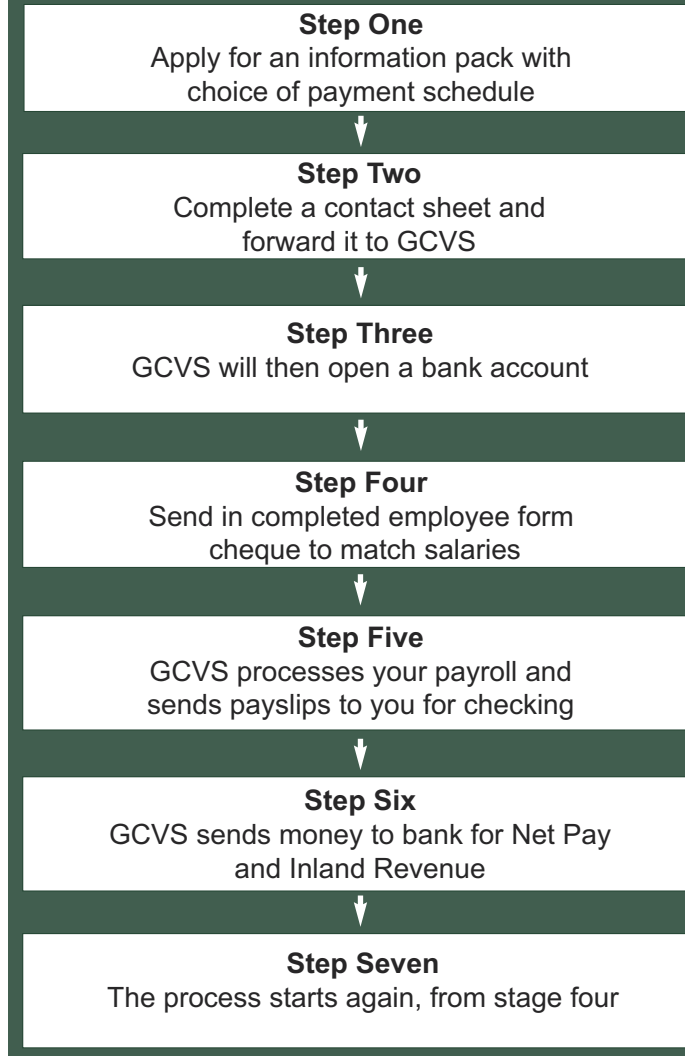 Step One
Apply for an information pack with
choice of payment schedule
Step Two
Complete a contact sheet and
forward it to GCVS
Step Three
GCVS will then open a bank account
Step Four
Send in completed employee form
cheque to match salaries
Step Five
GCVS processes your payroll and
sends payslips to you for checking
Step Six
GCVS sends money to bank for Net Pay
and Inland Revenue
Step Seven
The process starts again, from stage four